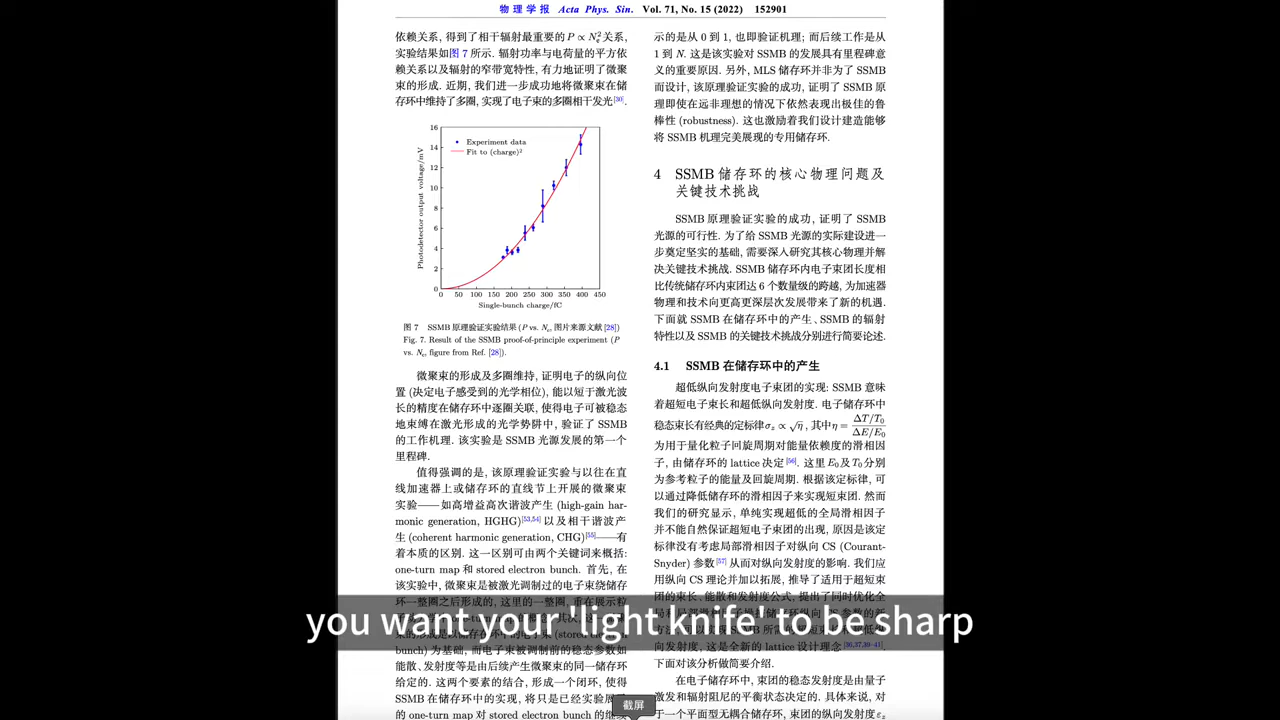 物 理 学 报 Acta Phys. Sin. Vol. 71, No. 15 (2022) 152901
依赖关系, 得到了相干辐射最重要的 P ∝ Nₑ² 关系,
实验结果如图 7 所示. 辐射功率与电荷量的平方依
赖关系以及辐射的窄带宽特性, 有力地证明了微聚
束的形成. 近期, 我们进一步成功地将微聚束在储
存环中维持了多圈, 实现了电子束的多圈相干发光[30].
16
14
12
10
8
6
4
2
0
Photodetector output voltage/mV
Experiment data
Fit to (charge)²
0 50 100 150 200 250 300 350 400 450
Single-bunch charge/fC
图 7 SSMB 原理验证实验结果 (P vs. Nₑ, 图片来源文献 [28])
Fig. 7. Result of the SSMB proof-of-principle experiment (P
vs. Nₑ, figure from Ref. [28]).
微聚束的形成及多圈维持, 证明电子的纵向位
置 (决定电子感受到的光学相位), 能以短于激光波
长的精度在储存环中逐圈关联, 使得电子可被稳态
地束缚在激光形成的光学势阱中, 验证了 SSMB
的工作机理. 该实验是 SSMB 光源发展的第一个
里程碑.
值得强调的是, 该原理验证实验与以往在直
线加速器上或储存环的直线节上开展的微聚束
实验——如高增益高次谐波产生 (high-gain har-
monic generation, HGHG)[53,54] 以及相干谐波产
生 (coherent harmonic generation, CHG)[55]——有
着本质的区别. 这一区别可由两个关键词来概括:
one-turn map 和 stored electron bunch. 首先, 在
该实验中, 微聚束是被激光调制过的电子束绕储存
环一整圈之后形成的, 这里的一整圈, 重在展示粒
bunch) 为基础, 而电子束被调制前的稳态参数如
能散、发射度等是由后续产生微聚束的同一储存环
给定的. 这两个要素的结合, 形成一个闭环, 使得
SSMB 在储存环中的实现, 将只是已经实验展
的 one-turn map 对 stored electron bunch 的继续
示的是从 0 到 1, 也即验证机理; 而后续工作是从
1 到 N. 这是该实验对 SSMB 的发展具有里程碑意
义的重要原因. 另外, MLS 储存环并非为了 SSMB
而设计, 该原理验证实验的成功, 证明了 SSMB 原
理即使在远非理想的情况下依然表现出极佳的鲁
棒性 (robustness). 这也激励着我们设计建造能够
将 SSMB 机理完美展现的专用储存环.
4 SSMB 储存环的核心物理问题及
关键技术挑战
SSMB 原理验证实验的成功, 证明了 SSMB
光源的可行性. 为了给 SSMB 光源的实际建设进一
步奠定坚实的基础, 需要深入研究其核心物理并解
决关键技术挑战. SSMB 储存环内电子束团长度相
比传统储存环内束团达 6 个数量级的跨越, 为加速器
物理和技术向更高更深层次发展带来了新的机遇.
下面就 SSMB 在储存环中的产生、SSMB 的辐射
特性以及 SSMB 的关键技术挑战分别进行简要论述.
4.1 SSMB 在储存环中的产生
超低纵向发射度电子束团的实现: SSMB 意味
着超短电子束长和超低纵向发射度. 电子储存环中
稳态束长有经典的定标律 σ_z ∝ √η , 其中 η = (ΔT/T₀)/(ΔE/E₀)
为用于量化粒子回旋周期对能量依赖度的滑相因
子, 由储存环的 lattice 决定[56]. 这里 E₀ 及 T₀ 分别
为参考粒子的能量及回旋周期. 根据该定标律, 可
以通过降低储存环的滑相因子来实现短束团. 然而
我们的研究显示, 单纯实现超低的全局滑相因子
并不能自然保证超短电子束团的出现, 原因是该定
标律没有考虑局部滑相因子对纵向 CS (Courant-
Snyder) 参数[57] 从而对纵向发射度的影响. 我们应
用纵向 CS 理论并加以拓展, 推导了适用于超短束
团的束长、能散和发射度公式, 提出了同时优化全
you want your 'light knife' to be sharp
向发射度, 这是全新的 lattice 设计理念[36,37,39–41].
下面对该分析做简要介绍.
在电子储存环中, 束团的稳态发射度是由量子
激发和辐射阻尼的平衡状态决定的. 具体来说, 对
于一个平面型无耦合储存环, 束团的纵向发射度 ε_z
截屏